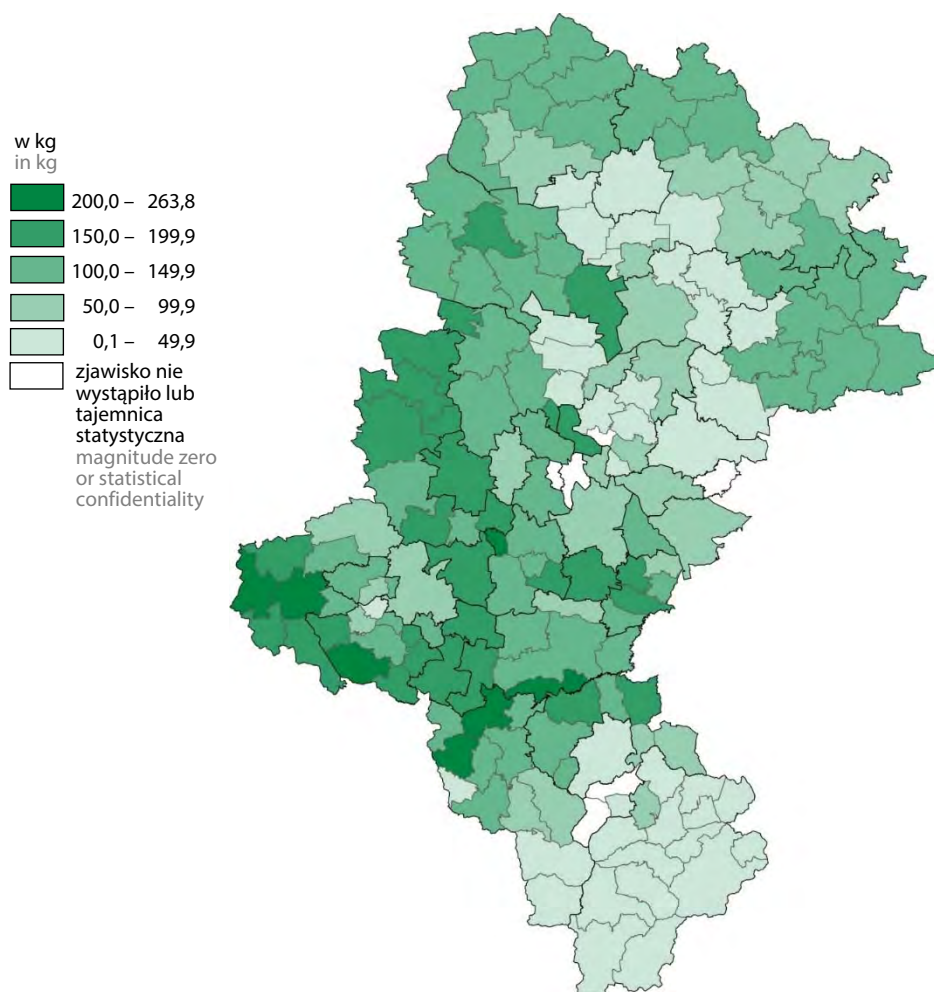 w kg
in kg
200,0 – 263,8
150,0 – 199,9
100,0 – 149,9
50,0 – 99,9
0,1 – 49,9
zjawisko nie
wystąpiło lub
tajemnica
statystyczna
magnitude zero
or statistical
confidentiality